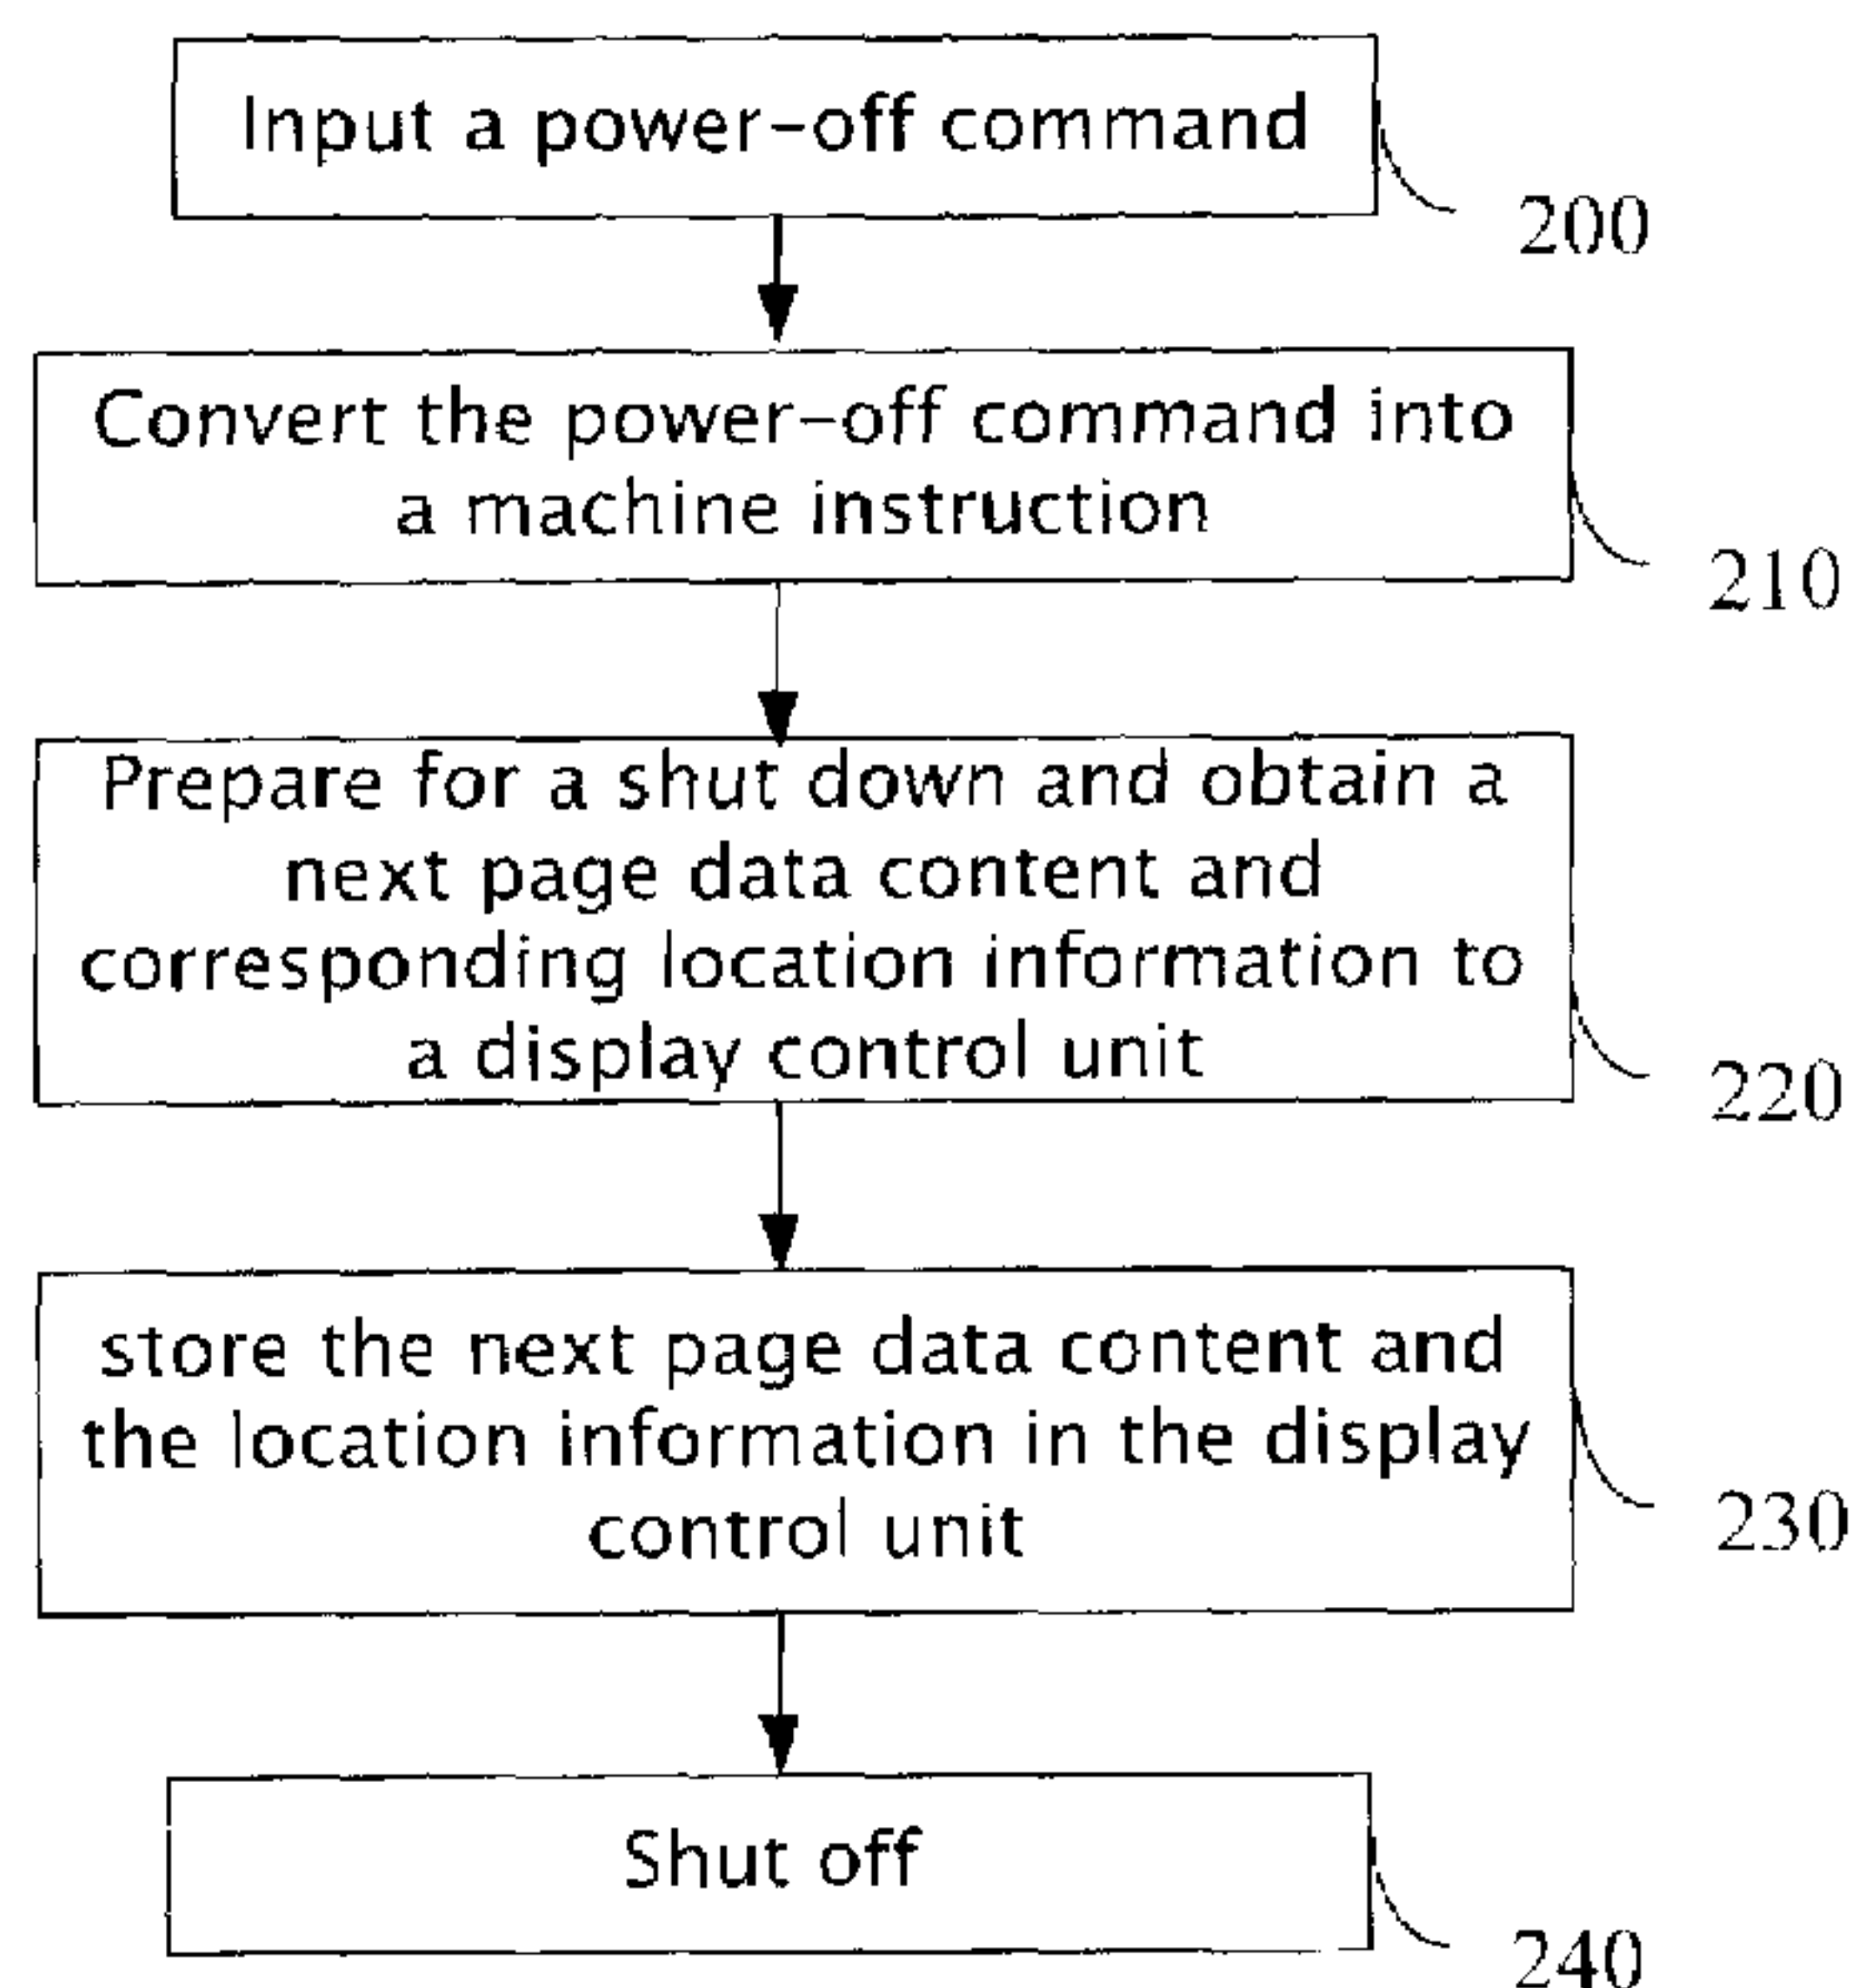 Input a power-off command
200
Convert the power-off command into
a machine instruction
210
Prepare for a shut down and obtain a
next page data content and
corresponding location information to
a display control unit
220
store the next page data content and
the location information in the display
control unit
230
Shut off
240